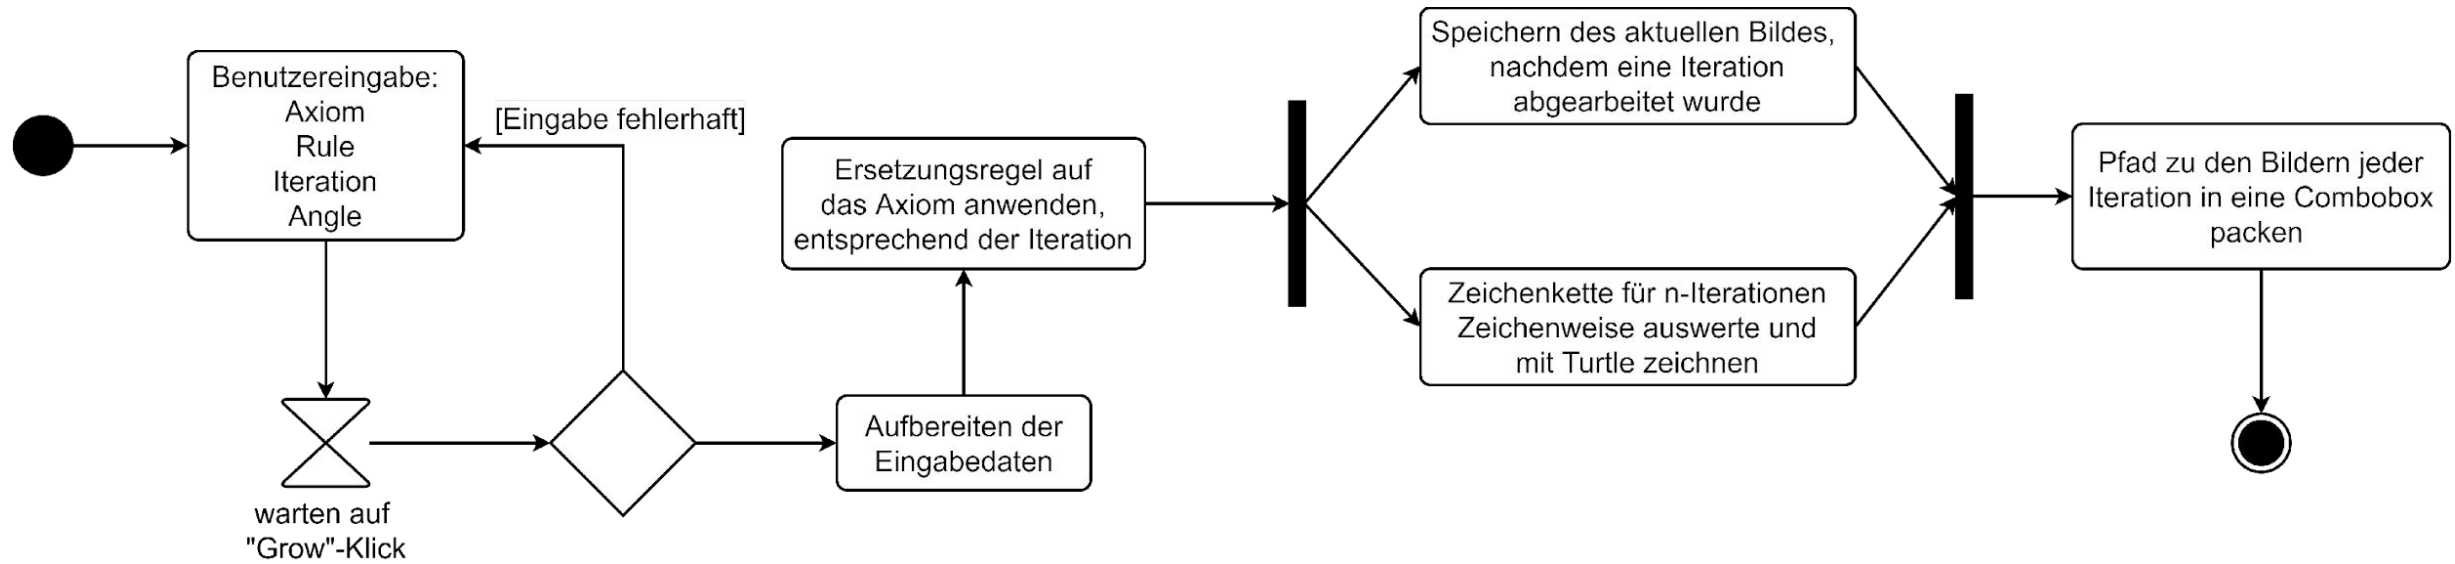 Benutzereingabe:
Axiom
Rule
Iteration
Angle
warten auf
"Grow"-Klick
[Eingabe fehlerhaft]
Aufbereiten der
Eingabedaten
Ersetzungsregel auf
das Axiom anwenden,
entsprechend der Iteration
Speichern des aktuellen Bildes,
nachdem eine Iteration
abgearbeitet wurde
Zeichenkette für n-Iterationen
Zeichenweise auswerte und
mit Turtle zeichnen
Pfad zu den Bildern jeder
Iteration in eine Combobox
packen